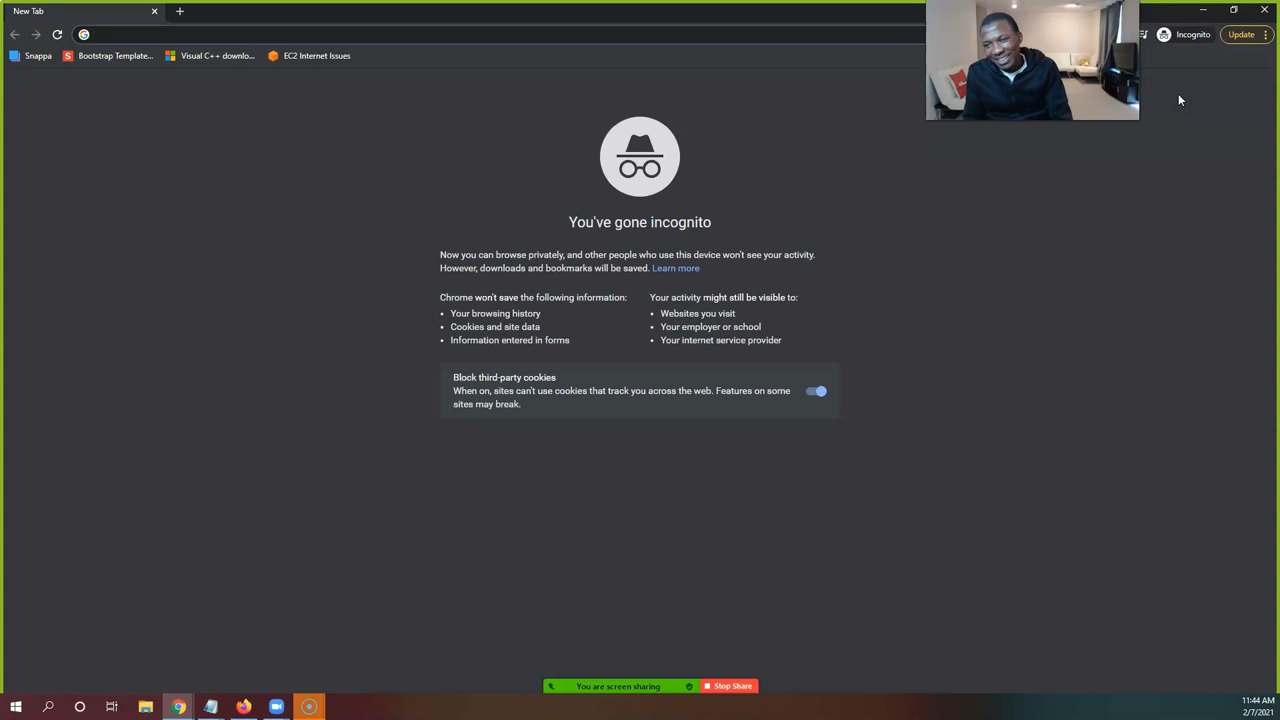 New Tab
Incognito
Update
Snappa
Bootstrap Template...
Visual C++ downlo...
EC2 Internet Issues
You've gone incognito
Now you can browse privately, and other people who use this device won't see your activity.
However, downloads and bookmarks will be saved. Learn more
Chrome won't save the following information:
• Your browsing history
• Cookies and site data
• Information entered in forms
Your activity might still be visible to:
• Websites you visit
• Your employer or school
• Your internet service provider
Block third-party cookies
When on, sites can't use cookies that track you across the web. Features on some
sites may break.
You are screen sharing
Stop Share
11:44 AM
2/7/2021